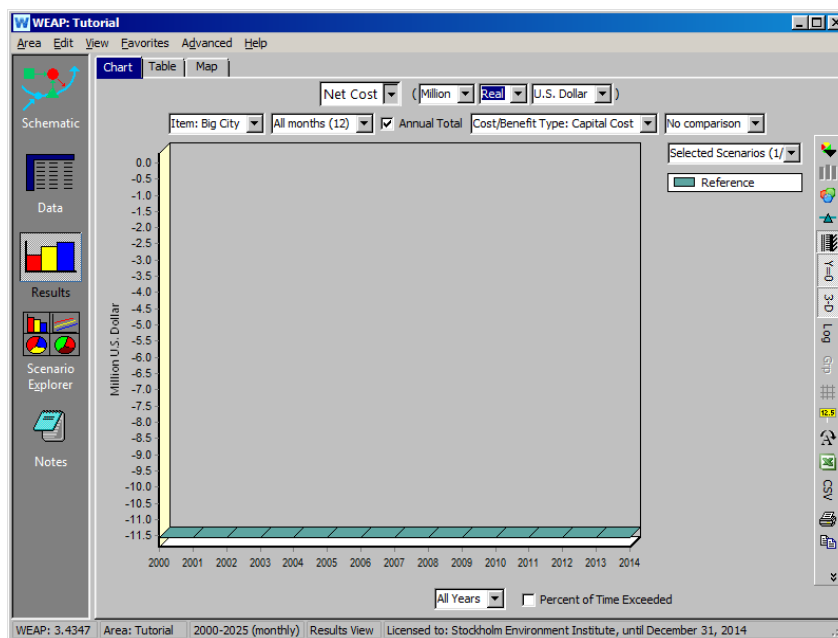 WEAP: Tutorial
Area Edit View Favorites Advanced Help
Chart Table Map
Net Cost ( Million Real U.S. Dollar )
Item: Big City All months (12) Annual Total Cost/Benefit Type: Capital Cost No comparison
Selected Scenarios (1/
Reference
Schematic
Data
Results
Scenario
Explorer
Notes
Million U.S. Dollar
0.0
-0.5
-1.0
-1.5
-2.0
-2.5
-3.0
-3.5
-4.0
-4.5
-5.0
-5.5
-6.0
-6.5
-7.0
-7.5
-8.0
-8.5
-9.0
-9.5
-10.0
-10.5
-11.0
-11.5
2000 2001 2002 2003 2004 2005 2006 2007 2008 2009 2010 2011 2012 2013 2014
Y=0
3-D
Log
Grp
12.5
A
CSV
All Years Percent of Time Exceeded
WEAP: 3.4347 Area: Tutorial 2000-2025 (monthly) Results View Licensed to: Stockholm Environment Institute, until December 31, 2014